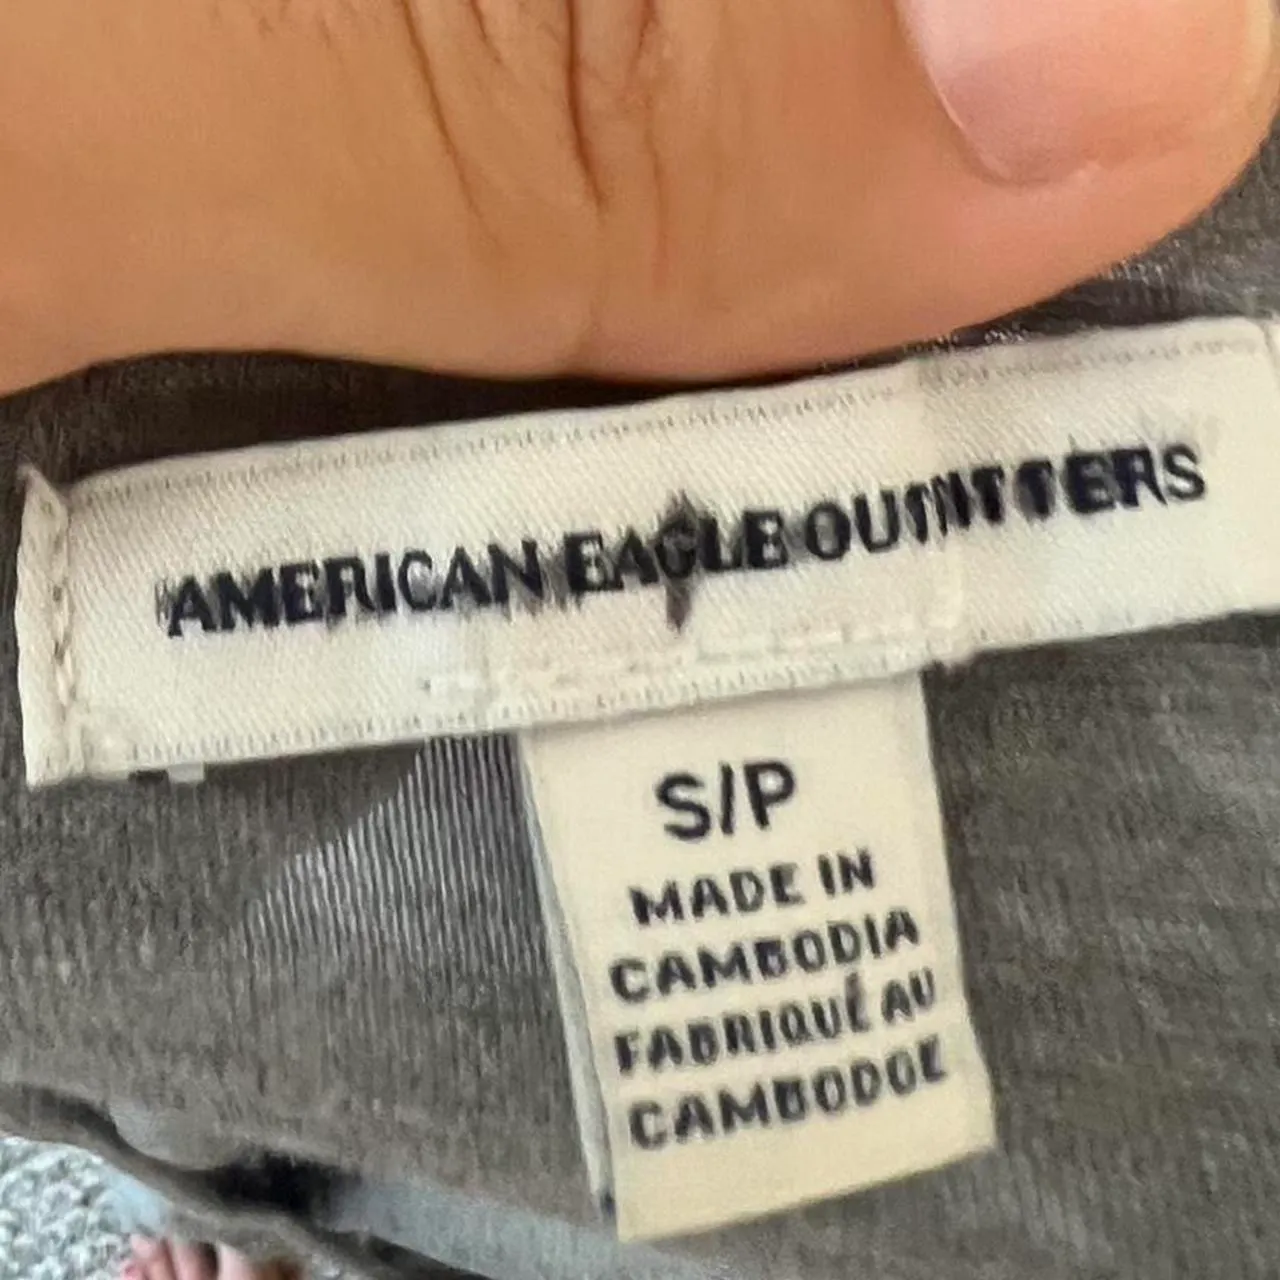 AMERICAN EAGLE OUTFITTERS
S/P
MADE IN
CAMBODIA
FABRIQUÉ AU
CAMBODGE